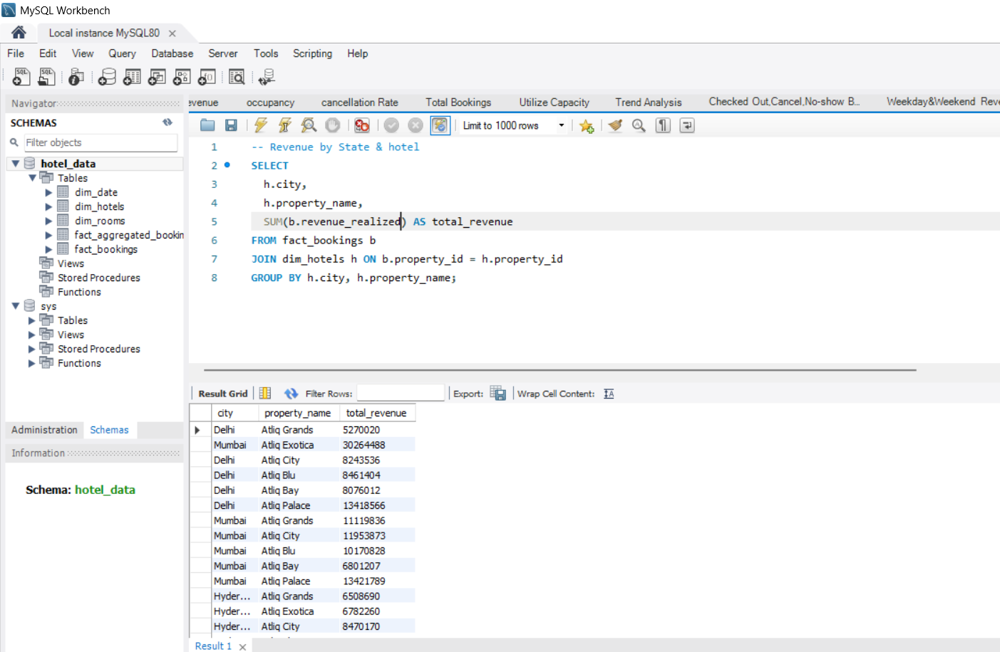 MySQL Workbench
Local instance MySQL80
File Edit View Query Database Server Tools Scripting Help
Navigator
SCHEMAS
Filter objects
hotel_data
Tables
dim_date
dim_hotels
dim_rooms
fact_aggregated_bookin
fact_bookings
Views
Stored Procedures
Functions
sys
Tables
Views
Stored Procedures
Functions
Administration Schemas
Information
Schema: hotel_data
evenue occupancy cancellation Rate Total Bookings Utilize Capacity Trend Analysis Checked Out,Cancel,No-show B... Weekday&Weekend Reve
Limit to 1000 rows
1 -- Revenue by State & hotel
2 SELECT
3 h.city,
4 h.property_name,
5 SUM(b.revenue_realized) AS total_revenue
6 FROM fact_bookings b
7 JOIN dim_hotels h ON b.property_id = h.property_id
8 GROUP BY h.city, h.property_name;
Result Grid Filter Rows: Export: Wrap Cell Content:
city property_name total_revenue
Delhi Atliq Grands 5270020
Mumbai Atliq Exotica 30264488
Delhi Atliq City 8243536
Delhi Atliq Blu 8461404
Delhi Atliq Bay 8076012
Delhi Atliq Palace 13418566
Mumbai Atliq Grands 11119836
Mumbai Atliq City 11953873
Mumbai Atliq Blu 10170828
Mumbai Atliq Bay 6801207
Mumbai Atliq Palace 13421789
Hyder... Atliq Grands 6508690
Hyder... Atliq Exotica 6782260
Hyder... Atliq City 8470170
Result 1